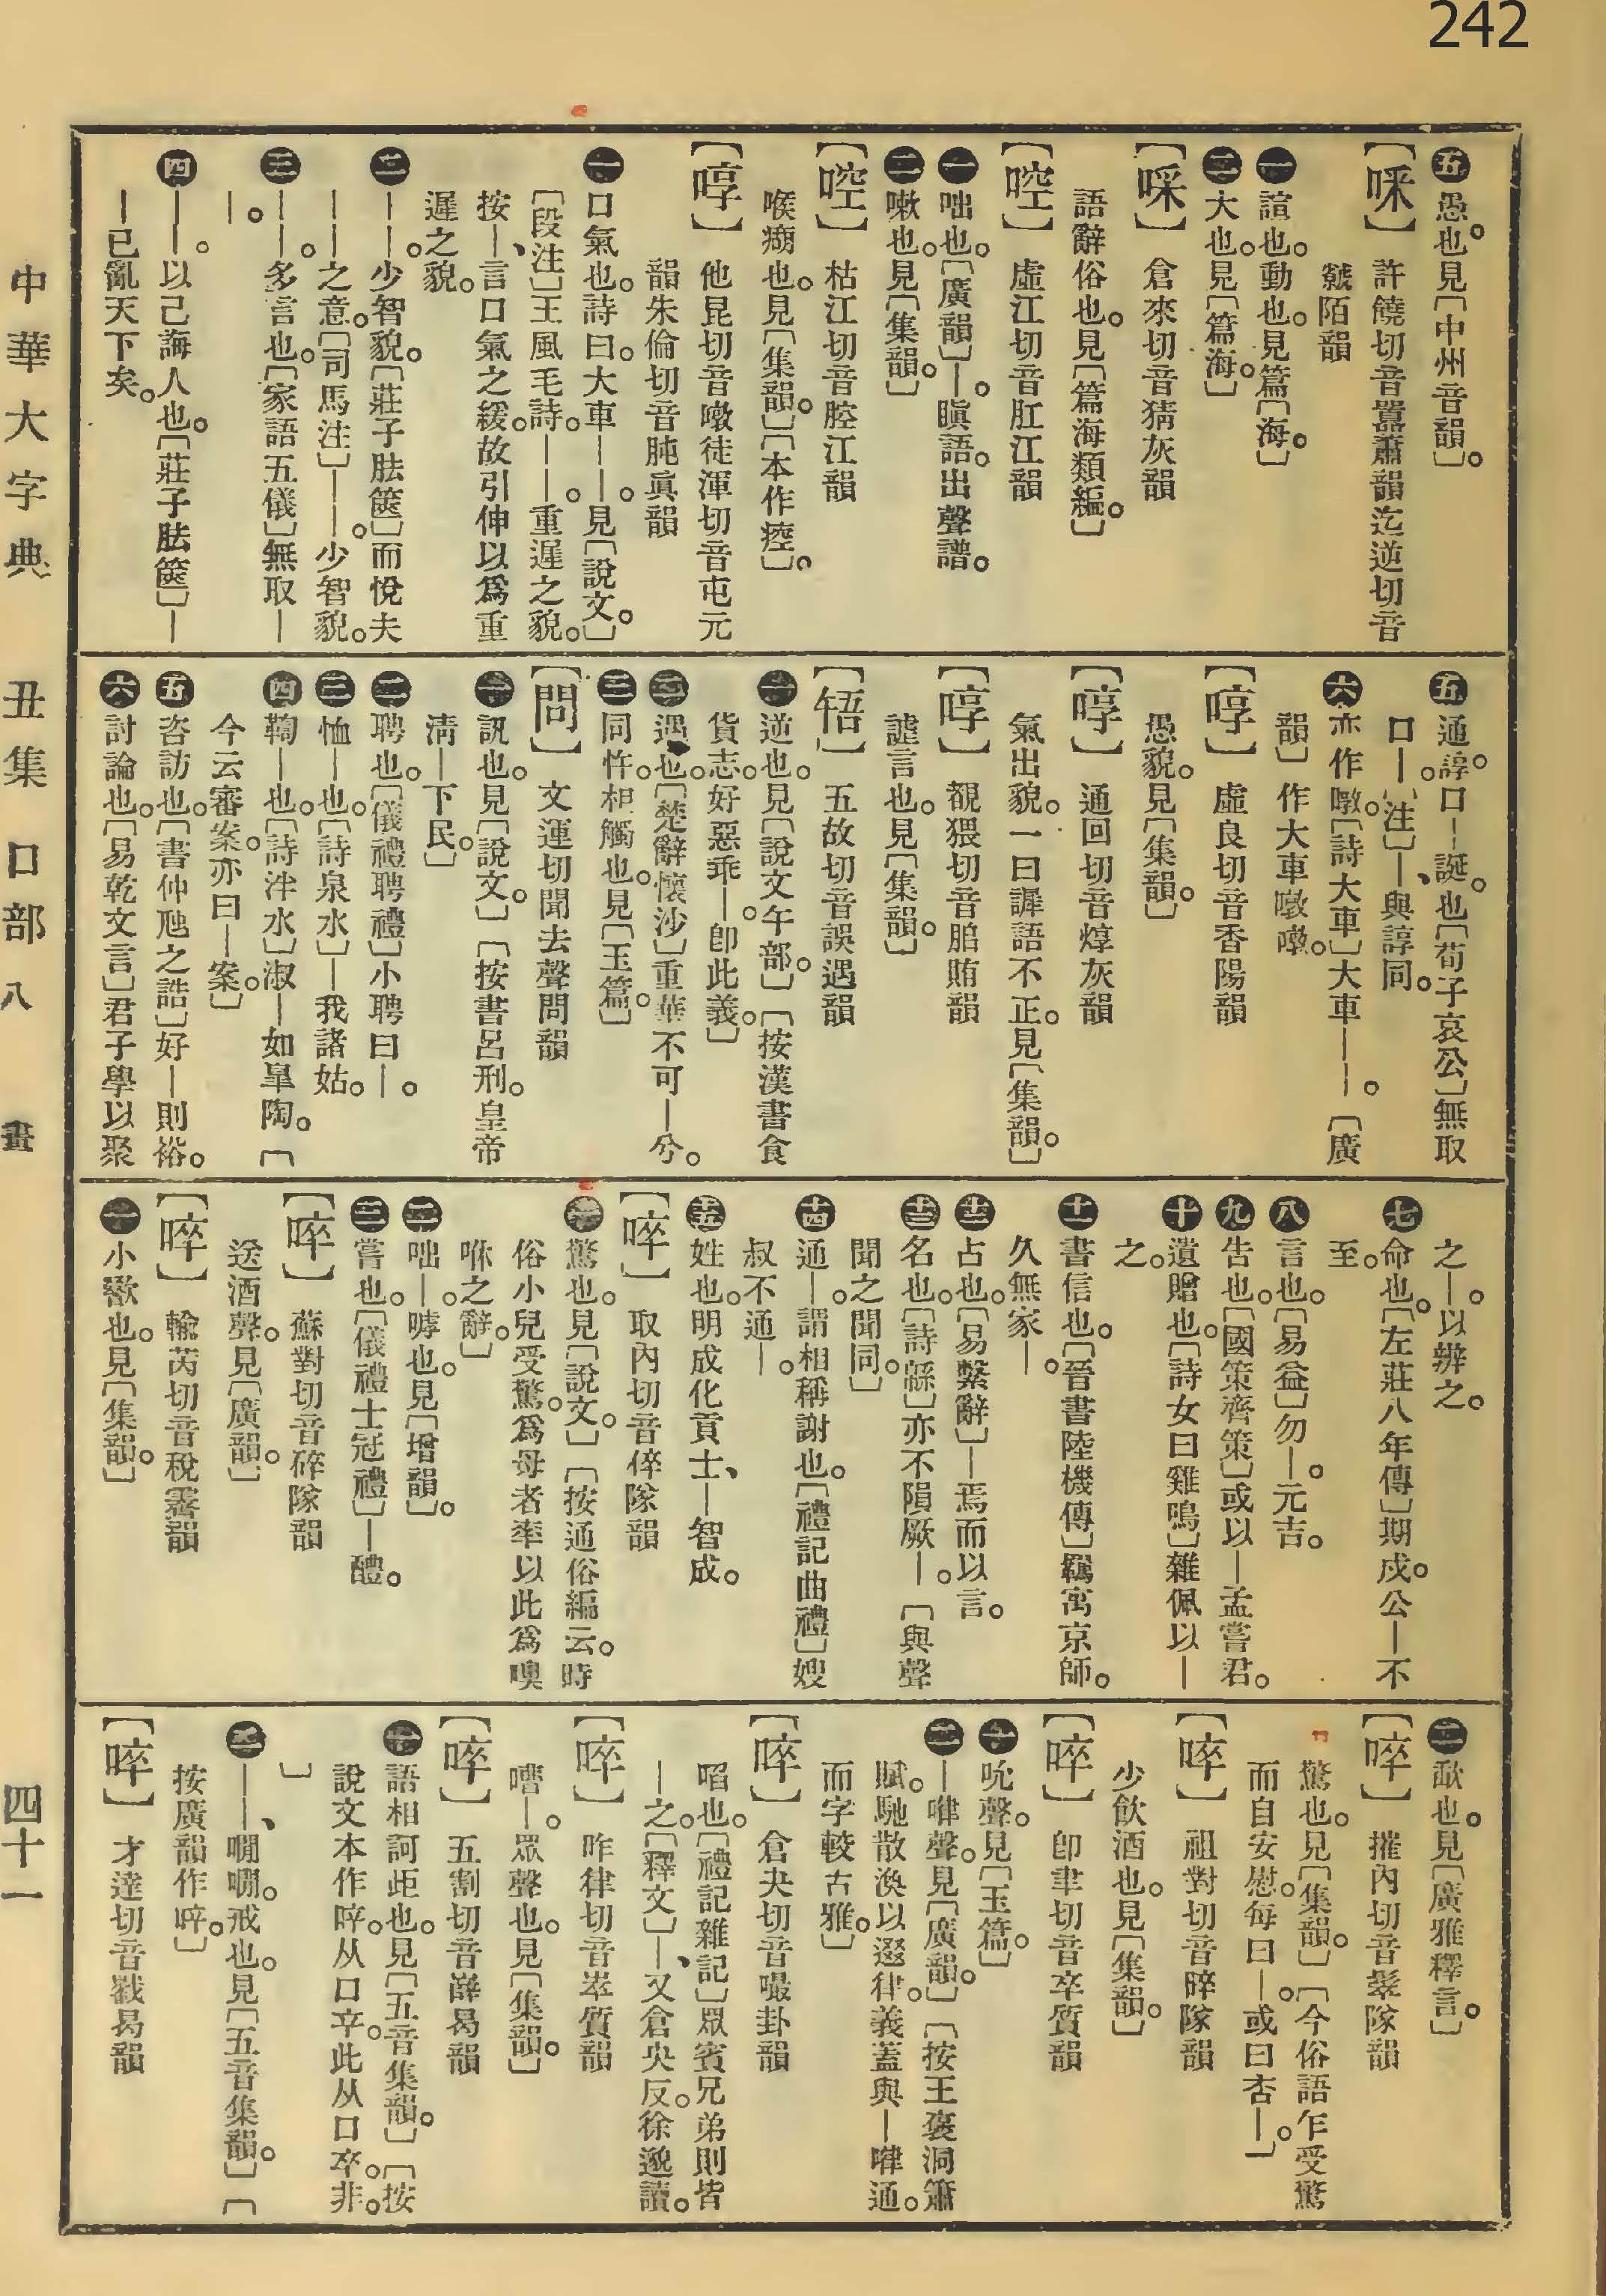 242
五愚也。見〔中州音韻。〕
〔㖸〕許饒切音囂蕭韻迄逆切音
虩陌韻
一諠也。動也。見篇〔海。〕
二大也。見〔篇海。〕
〔啋〕倉來切音猜灰韻
語辭俗也。見〔篇海類編。〕
〔啌〕虛江切音肛江韻
一咄也。〔廣韻〕—。瞋語。出聲譜。
二嗽也。見〔集韻。〕
〔啌〕枯江切音腔江韻
喉痬也。見〔集韻。〕〔本作㾤。〕
〔啍〕他昆切音暾徒渾切音屯元
韻朱倫切音肫眞韻
一口氣也。詩曰。大車——。見〔說文。〕
〔段注〕王風毛詩。——。重遲之貌。
按—、言口氣之緩。故引伸以爲重
遲之貌。
二——。少智貌。〔莊子胠篋〕而悅夫
——之意。〔司馬注〕——。少智貌。
三——。多言也。〔家語五儀〕無取—
—。
四——。以己誨人也。〔莊子胠篋〕—
—已亂天下矣。
五通諄。口—。誕也。〔荀子哀公〕無取
口—。〔注〕—、與諄同。
六亦作噋。〔詩大車〕大車——。〔廣
韻〕作大車噋噋。
〔啍〕虛良切音香陽韻
愚貌。見〔集韻。〕
〔啍〕通回切音焞灰韻
氣出貌。一曰諢語不正。見〔集韻。〕
〔啍〕覩猥切音䐨賄韻
謔言也。見〔集韻。〕
〔啎〕五故切音誤遇韻
一逆也。見〔說文午部。〕〔按漢書食
貨志。好惡乖—。卽此義。〕
二遇也。〔楚辭懷沙〕重華不可—兮。
三同忤。相觸也。見〔玉篇。〕
〔問〕文運切聞去聲問韻
一訊也。見〔說文。〕〔按書呂刑。皇帝
淸—下民。〕
二聘也。〔儀禮聘禮〕小聘曰—。
三恤—也。〔詩泉水〕—我諸姑。
四鞫—也。〔詩泮水〕淑—如臯陶。〔
今云審案。亦曰—案。〕
五咨訪也。〔書仲虺之誥〕好—則裕。
六討論也。〔易乾文言〕君子學以聚
之。—以辨之。
七命也。〔左莊八年傳〕期戍。公—不
至。
八言也。〔易益〕勿—。元吉。
九告也。〔國策齊策〕或以—孟嘗君。
十遺贈也。〔詩女曰雞鳴〕雜佩以—
之。
十一書信也。〔晉書陸機傳〕羈寓京師。
久無家—。
十二占也。〔易繫辭〕—焉而以言。
十三名也。〔詩緜〕亦不隕厥—。〔與聲
聞之聞同。〕
十四通—。謂相稱謝也。〔禮記曲禮〕嫂
叔不通—。
十五姓也。明成化貢士、—智成。
〔啐〕取內切音倅隊韻
一驚也。見〔說文。〕〔按通俗編云。時
俗小兒受驚。爲母者率以此爲噢
咻之辭。〕
二咄—。㖕也。見〔增韻。〕
三嘗也。〔儀禮士冠禮〕—醴。
〔啐〕蘇對切音碎隊韻
送酒聲。見〔廣韻。〕
〔啐〕輸芮切音稅霽韻
一小歠也。見〔集韻。〕
二㱃也。見〔廣雅釋言。〕
〔啐〕摧內切音㵏隊韻
驚也。見〔集韻。〕〔今俗語乍受驚
而自安慰。每曰—。或曰杏—。〕
〔啐〕祖對切音晬隊韻
少飮酒也。見〔集韻。〕
〔啐〕卽聿切音卒質韻
一吮聲。見〔玉篇。〕
二—㗚聲。見〔廣韻。〕〔按王褒洞簫
賦。馳散渙以逫律。義蓋與—㗚通。
而字較古雅。〕
〔啐〕倉夬切音嘬卦韻
啗也。〔禮記雜記〕眾賓兄弟則皆
—之。〔釋文〕—、又倉夬反。徐邈讀。
〔啐〕昨律切音崒質韻
嘈—。眾聲也。見〔集韻。〕
〔啐〕五割切音嶭曷韻
一語相訶歫也。見〔五音集韻。〕〔按
說文本作㖕。从口䇂。此从口卒。非。
〕
二——、嘲嘲。戒也。見〔五音集韻。〕〔
按廣韻作啐。〕
〔啐〕才達切音巀曷韻
中華大字典 丑集 口部 八 畫 四十一